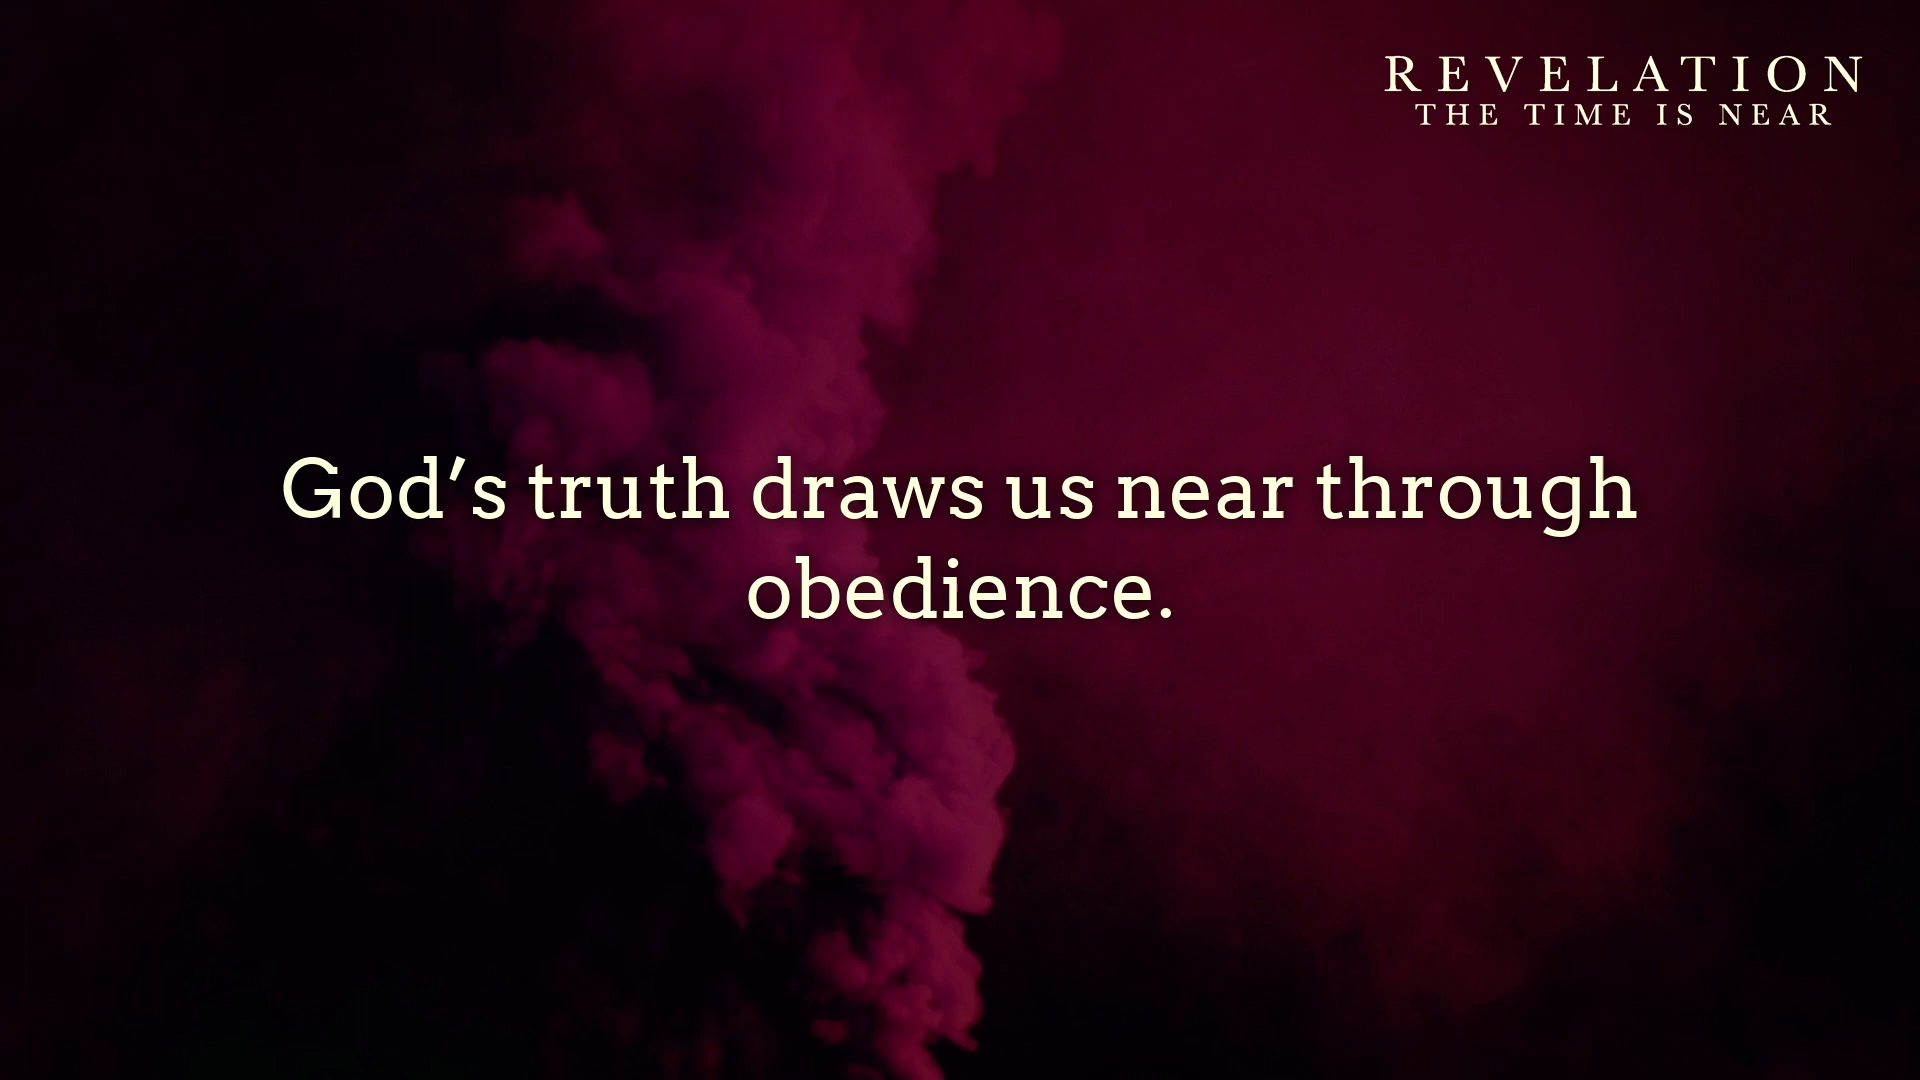 REVELATION
THE TIME IS NEAR
God’s truth draws us near through
obedience.